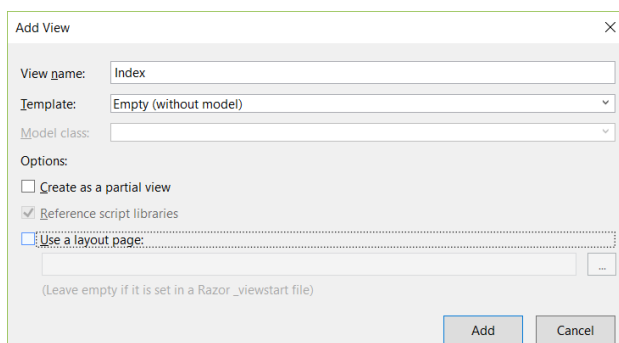 Add View
View name: Index
Template: Empty (without model)
Model class:
Options:
Create as a partial view
Reference script libraries
Use a layout page:
...
(Leave empty if it is set in a Razor _viewstart file)
Add Cancel